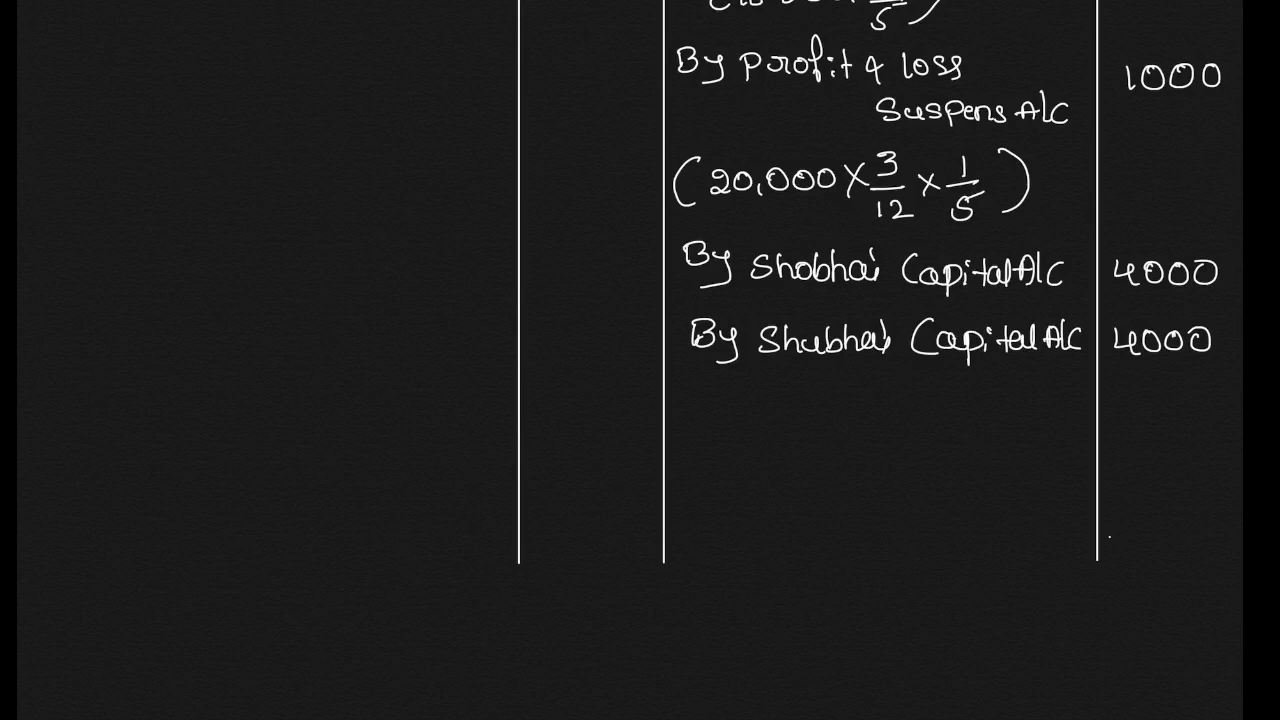 5 )
By Profit & loss 1000
Suspens A/c
( 20,000 X 3/12 x 1/5 )
By Shobha's Capital A/c 4000
By Shubha's Capital A/c 4000